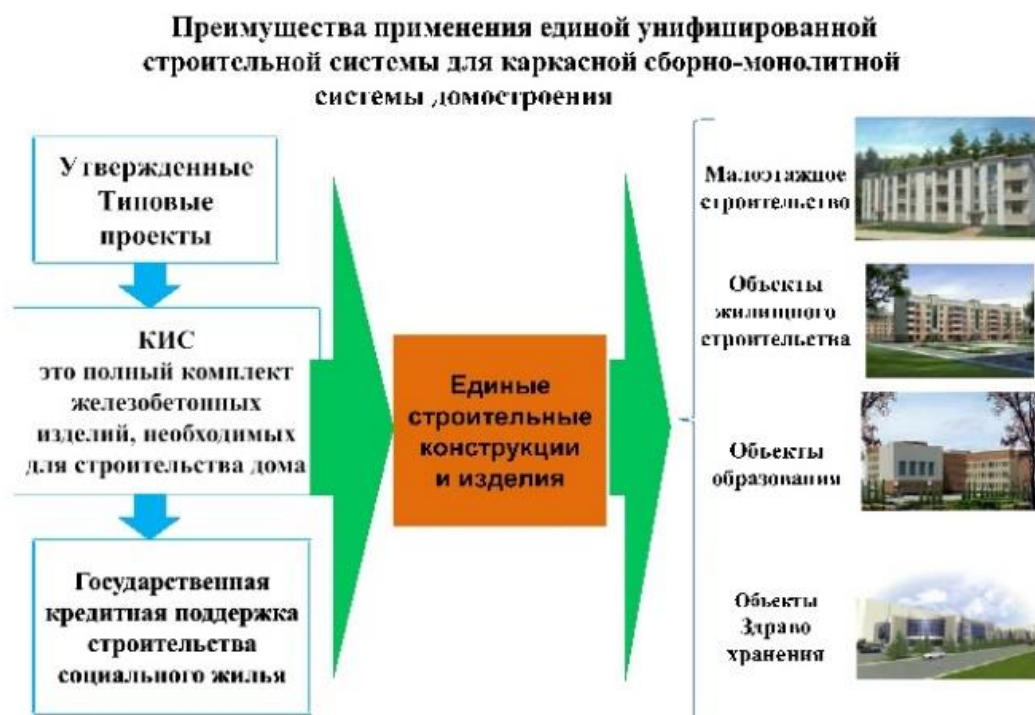 Преимущества применения единой унифицированной
строительной системы для каркасной сборно-монолитной
системы домостроения
Утвержденные
Типовые
проекты
КИС
это полный комплект
железобетонных
изделий, необходимых
для строительства дома
Государственная
кредитная поддержка
строительства
социального жилья
Единые
строительные
конструкции
и изделия
Малоэтажное
строительство
Объекты
жилищного
строительства
Объекты
образования
Объекты
Здраво
хранения